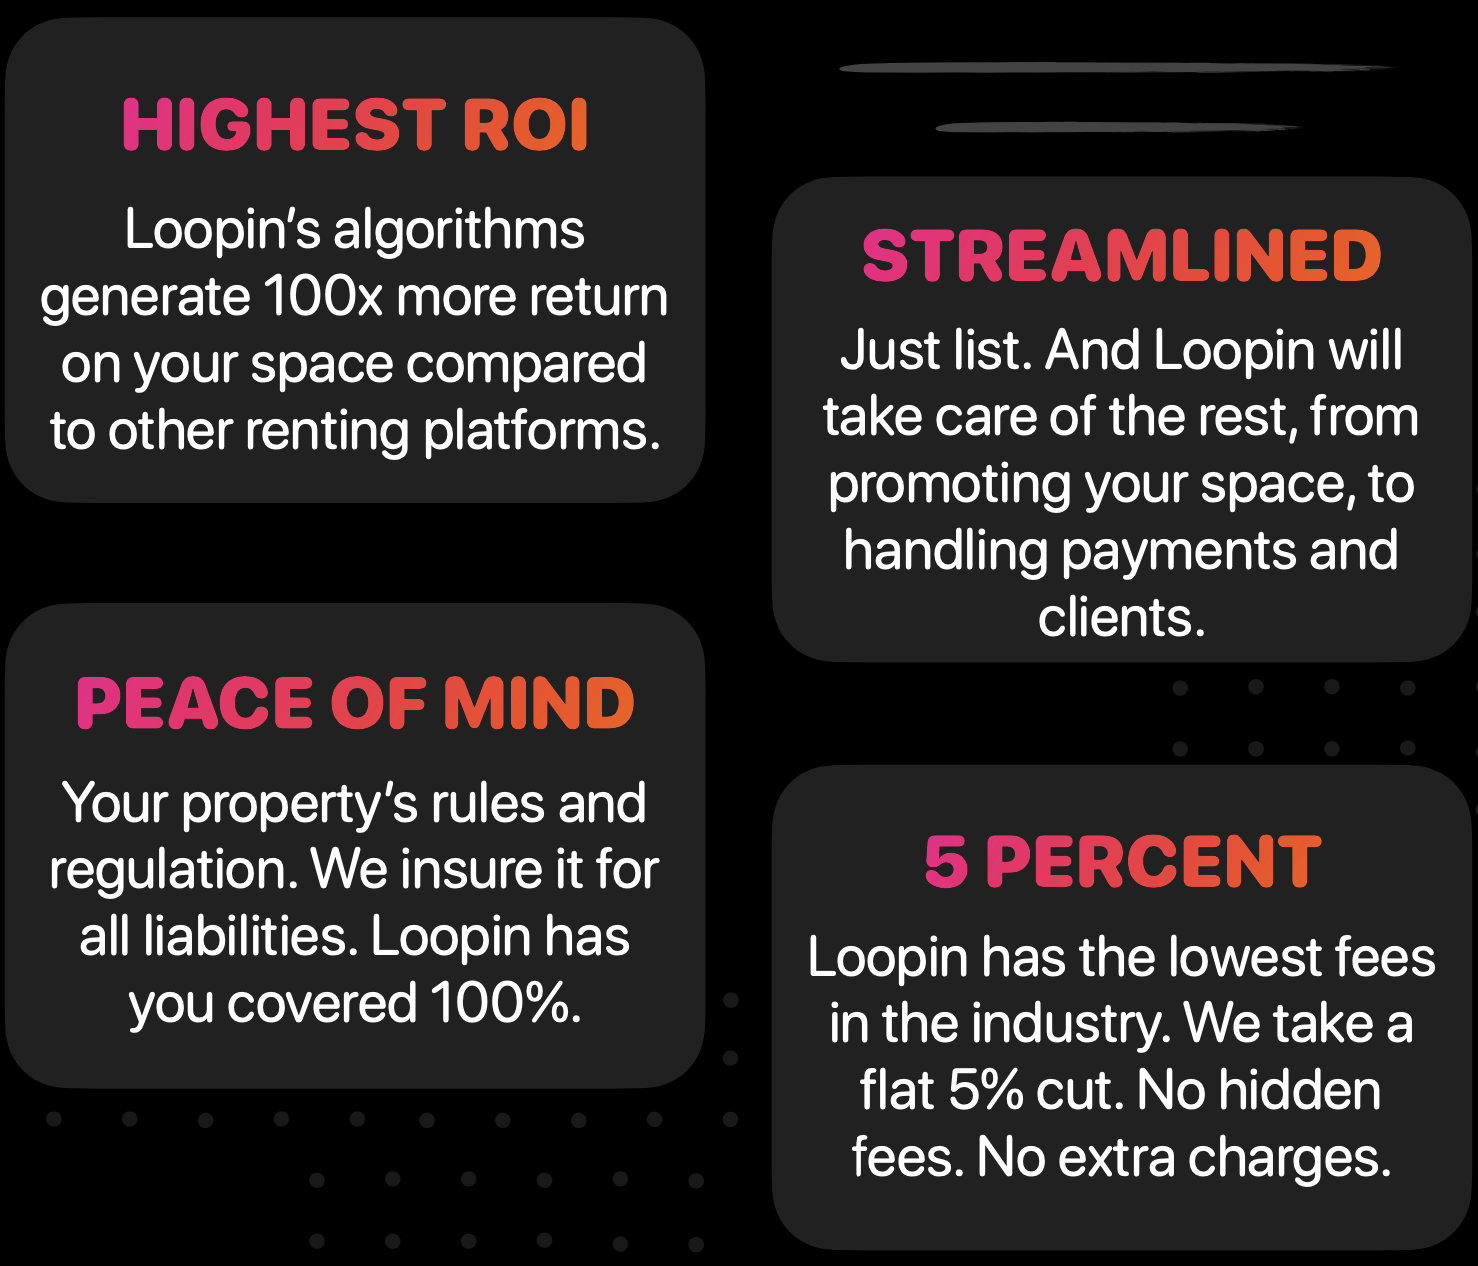 HIGHEST ROI
Loopin’s algorithms
generate 100x more return
on your space compared
to other renting platforms.
STREAMLINED
Just list. And Loopin will
take care of the rest, from
promoting your space, to
handling payments and
clients.
PEACE OF MIND
Your property’s rules and
regulation. We insure it for
all liabilities. Loopin has
you covered 100%.
5 PERCENT
Loopin has the lowest fees
in the industry. We take a
flat 5% cut. No hidden
fees. No extra charges.